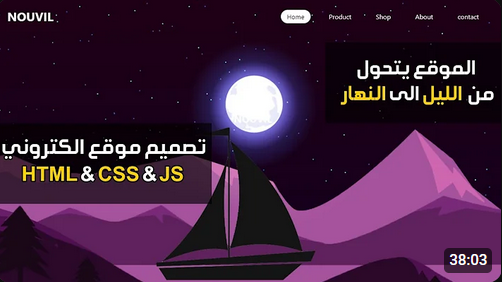 NOUVIL
Home Product Shop About contact
الموقع يتحول
من الليل الى النهار
تصميم موقع الكتروني
HTML & CSS & JS
38:03